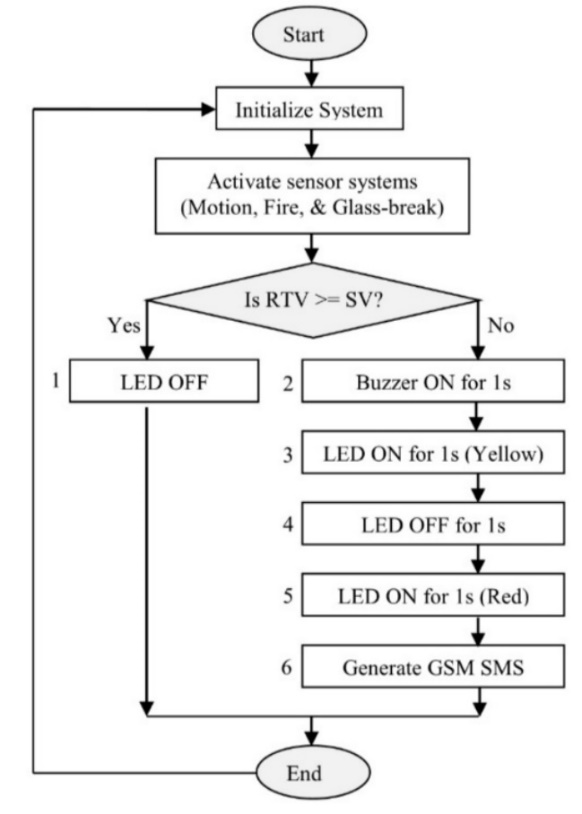 Start
Initialize System
Activate sensor systems
(Motion, Fire, & Glass-break)
Is RTV >= SV?
Yes
No
1
LED OFF
2
Buzzer ON for 1s
3
LED ON for 1s (Yellow)
4
LED OFF for 1s
5
LED ON for 1s (Red)
6
Generate GSM SMS
End